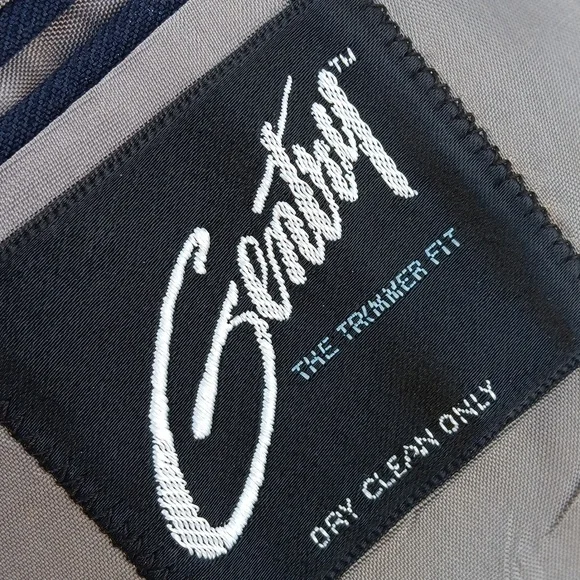 Gentry™
THE TRIMMER FIT
DRY CLEAN ONLY